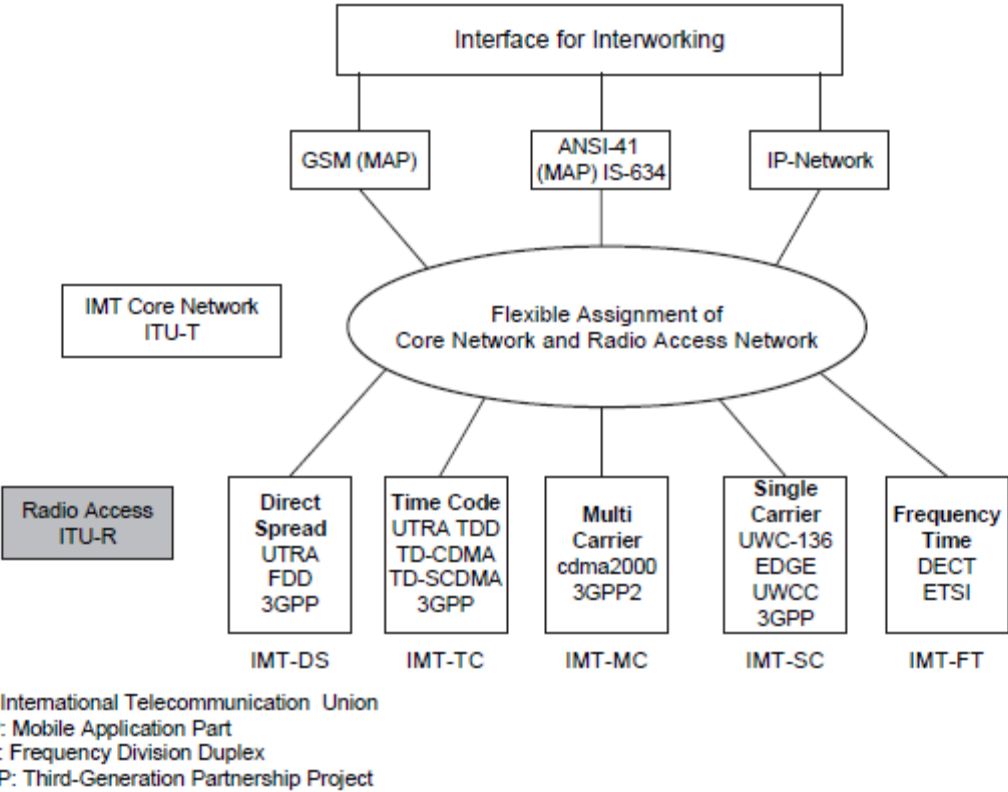 Interface for Interworking
GSM (MAP)
ANSI-41
(MAP) IS-634
IP-Network
IMT Core Network
ITU-T
Flexible Assignment of
Core Network and Radio Access Network
Radio Access
ITU-R
Direct
Spread
UTRA
FDD
3GPP
Time Code
UTRA TDD
TD-CDMA
TD-SCDMA
3GPP
Multi
Carrier
cdma2000
3GPP2
Single
Carrier
UWC-136
EDGE
UWCC
3GPP
Frequency
Time
DECT
ETSI
IMT-DS
IMT-TC
IMT-MC
IMT-SC
IMT-FT
International Telecommunication Union
: Mobile Application Part
: Frequency Division Duplex
P: Third-Generation Partnership Project